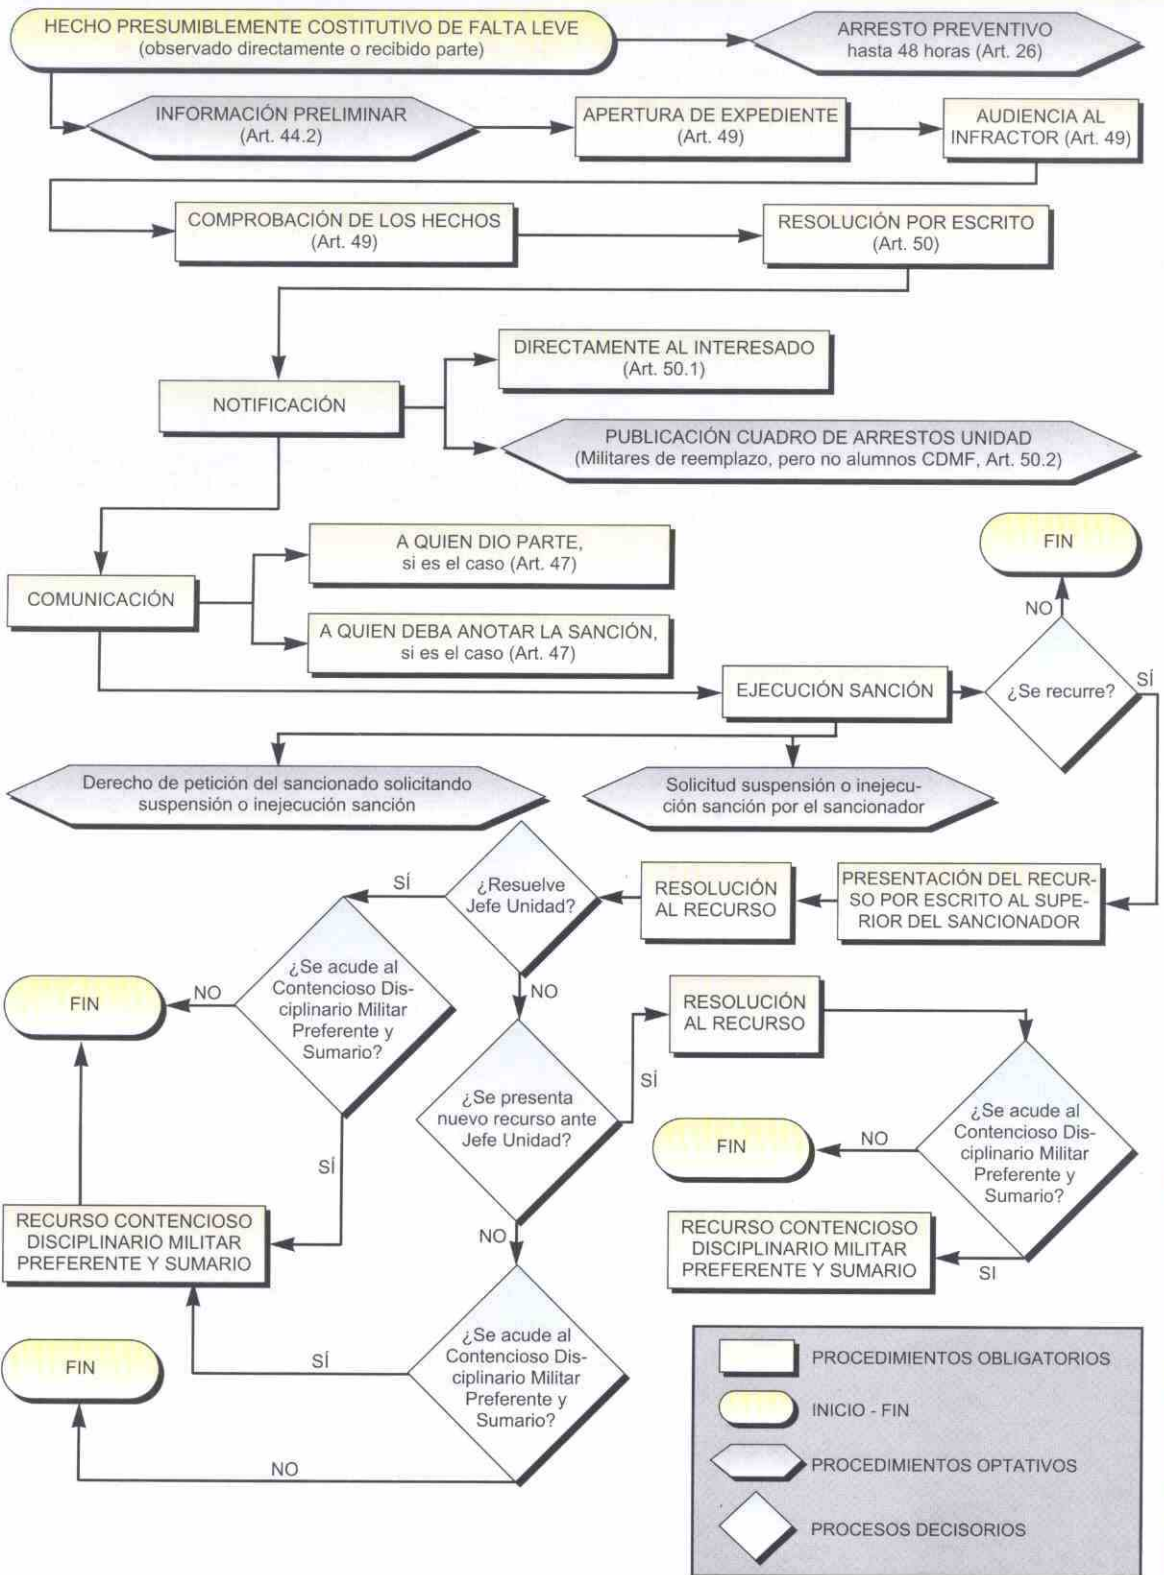 HECHO PRESUMIBLEMENTE COSTITUTIVO DE FALTA LEVE
(observado directamente o recibido parte)
ARRESTO PREVENTIVO
hasta 48 horas (Art. 26)
INFORMACIÓN PRELIMINAR
(Art. 44.2)
APERTURA DE EXPEDIENTE
(Art. 49)
AUDIENCIA AL
INFRACTOR (Art. 49)
COMPROBACIÓN DE LOS HECHOS
(Art. 49)
RESOLUCIÓN POR ESCRITO
(Art. 50)
DIRECTAMENTE AL INTERESADO
(Art. 50.1)
NOTIFICACIÓN
PUBLICACIÓN CUADRO DE ARRESTOS UNIDAD
(Militares de reemplazo, pero no alumnos CDMF, Art. 50.2)
A QUIEN DIO PARTE,
si es el caso (Art. 47)
FIN
COMUNICACIÓN
NO
A QUIEN DEBA ANOTAR LA SANCIÓN,
si es el caso (Art. 47)
EJECUCIÓN SANCIÓN
¿Se recurre?
SÍ
Derecho de petición del sancionado solicitando
suspensión o inejecución sanción
Solicitud suspensión o inejecu-
ción sanción por el sancionador
PRESENTACIÓN DEL RECUR-
SO POR ESCRITO AL SUPE-
RIOR DEL SANCIONADOR
RESOLUCIÓN
AL RECURSO
¿Resuelve
Jefe Unidad?
SÍ
¿Se acude al
Contencioso Dis-
ciplinario Militar
Preferente y
Sumario?
NO
FIN
NO
RESOLUCIÓN
AL RECURSO
SÍ
¿Se presenta
nuevo recurso ante
Jefe Unidad?
¿Se acude al
Contencioso Dis-
ciplinario Militar
Preferente y
Sumario?
NO
FIN
SÍ
RECURSO CONTENCIOSO
DISCIPLINARIO MILITAR
PREFERENTE Y SUMARIO
NO
RECURSO CONTENCIOSO
DISCIPLINARIO MILITAR
PREFERENTE Y SUMARIO
SI
¿Se acude al
Contencioso Dis-
ciplinario Militar
Preferente y
Sumario?
SÍ
FIN
NO
PROCEDIMIENTOS OBLIGATORIOS
INICIO - FIN
PROCEDIMIENTOS OPTATIVOS
PROCESOS DECISORIOS